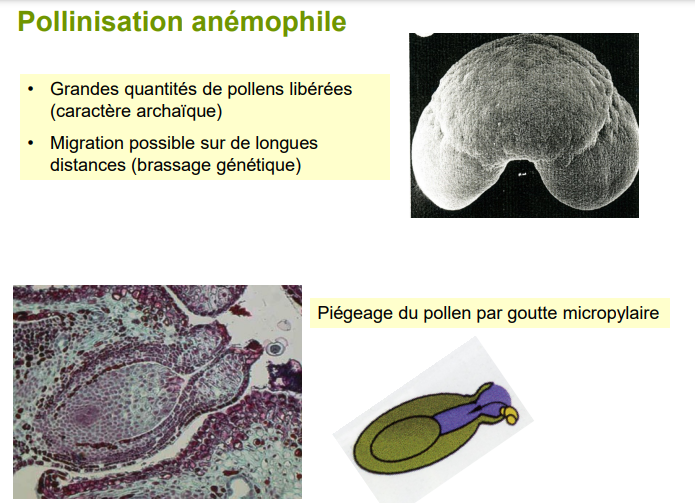 Pollinisation anémophile
• Grandes quantités de pollens libérées
(caractère archaïque)
• Migration possible sur de longues
distances (brassage génétique)
Piégeage du pollen par goutte micropylaire